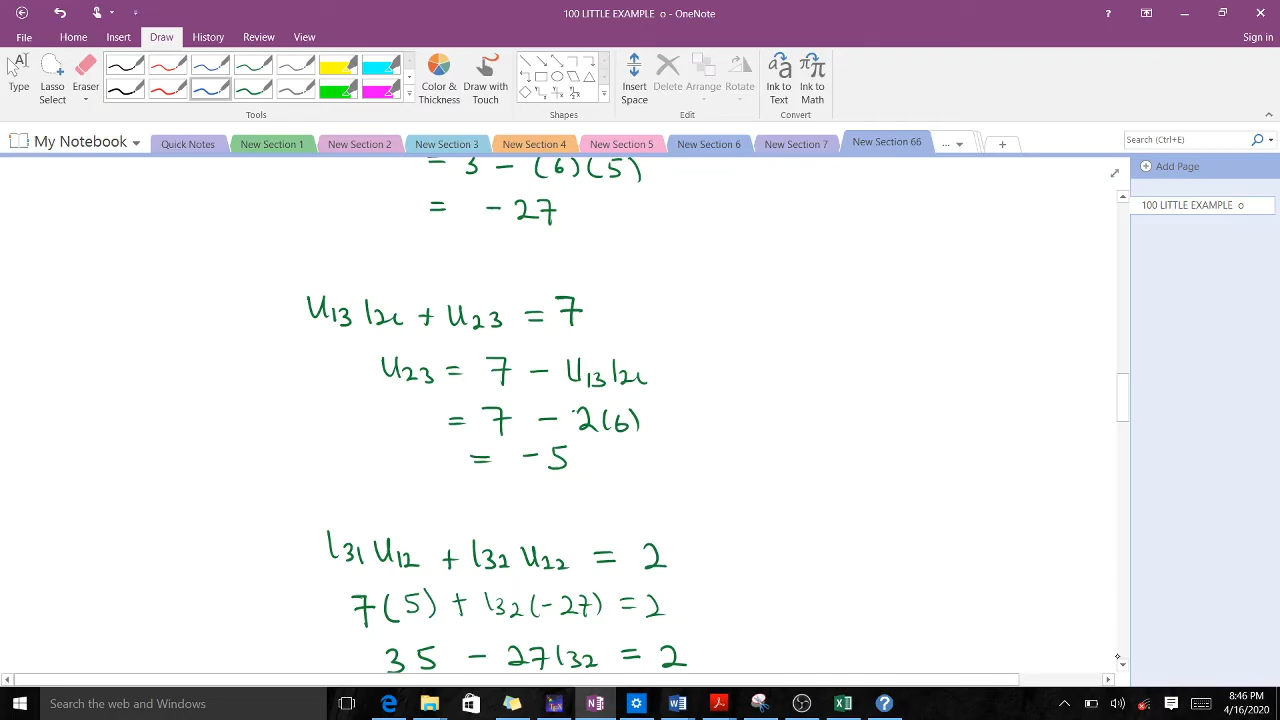 100 LITTLE EXAMPLE o - OneNote
Sign in
File Home Insert Draw History Review View
Type Lasso Select Eraser Color & Thickness Draw with Touch Insert Space Delete Arrange Rotate Ink to Text Ink to Math
Tools Shapes Edit Convert
My Notebook Quick Notes New Section 1 New Section 2 New Section 3 New Section 4 New Section 5 New Section 6 New Section 7 New Section 66 ... Search (Ctrl+E)
Add Page
100 LITTLE EXAMPLE o
= 3 - (6)(5)
= -27
U13 l21 + U23 = 7
U23 = 7 - U13 l21
= 7 - 2(6)
= -5
l31 U12 + l32 U22 = 2
7(5) + l32(-27) = 2
35 - 27l32 = 2
Search the web and Windows
8:46 PM
4/16/2020